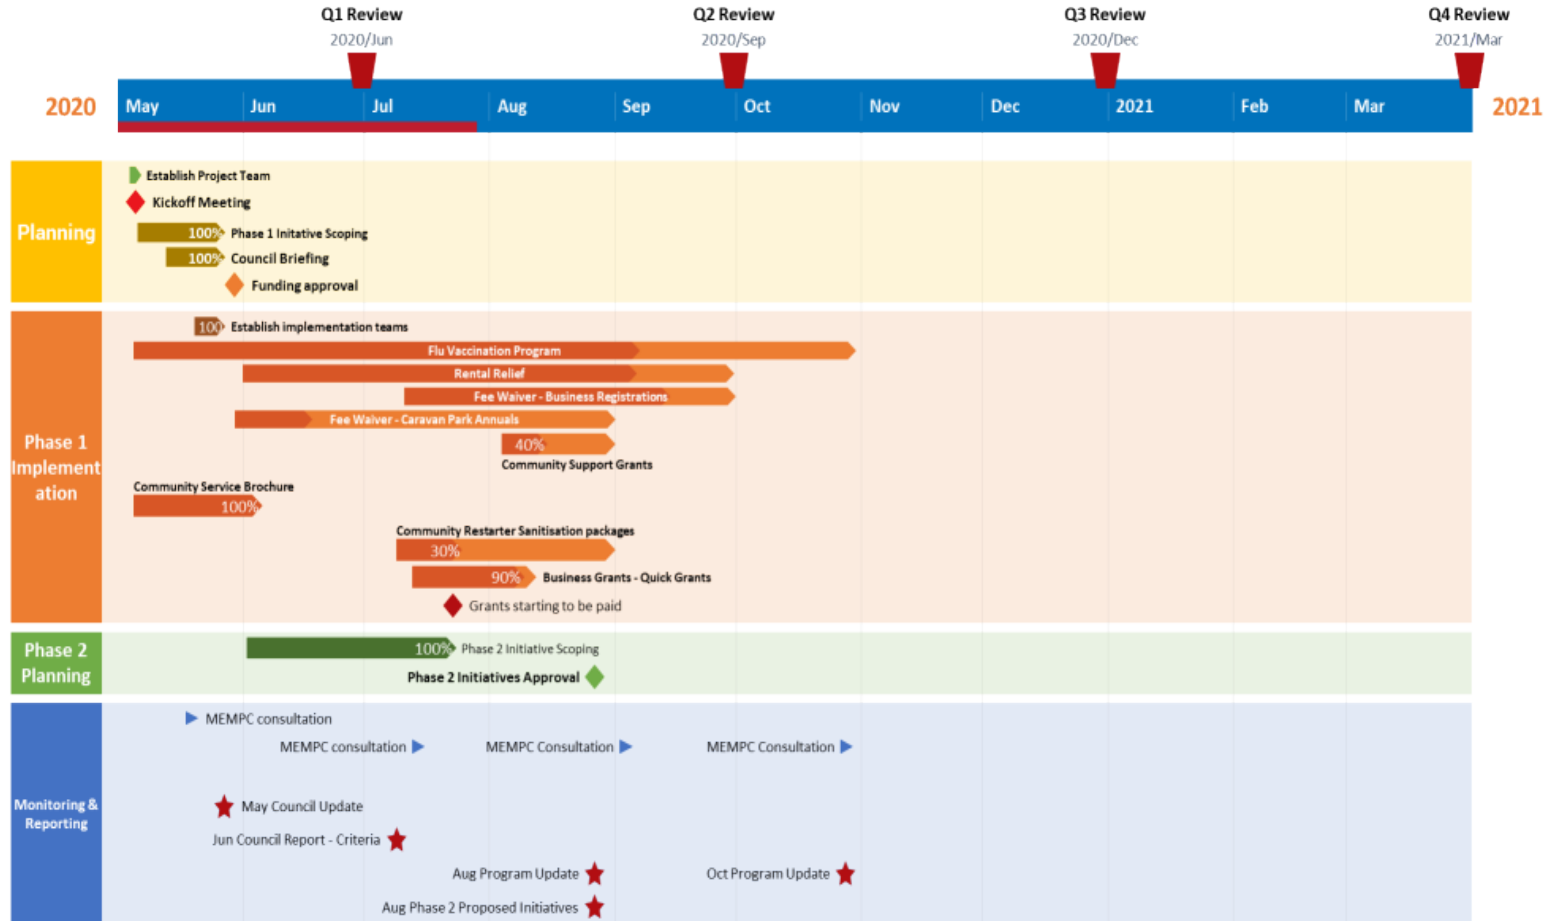 Q1 Review
2020/Jun
Q2 Review
2020/Sep
Q3 Review
2020/Dec
Q4 Review
2021/Mar
2020
May
Jun
Jul
Aug
Sep
Oct
Nov
Dec
2021
Feb
Mar
2021
Planning
Establish Project Team
Kickoff Meeting
100% Phase 1 Initative Scoping
100% Council Briefing
Funding approval
Phase 1
Implement
ation
100 Establish implementation teams
Flu Vaccination Program
Rental Relief
Fee Waiver - Business Registrations
Fee Waiver - Caravan Park Annuals
40%
Community Support Grants
Community Service Brochure
100%
Community Restarter Sanitisation packages
30%
90% Business Grants - Quick Grants
Grants starting to be paid
Phase 2
Planning
100% Phase 2 Initiative Scoping
Phase 2 Initiatives Approval
Monitoring &
Reporting
MEMPC consultation
MEMPC consultation
MEMPC Consultation
MEMPC Consultation
May Council Update
Jun Council Report - Criteria
Aug Program Update
Oct Program Update
Aug Phase 2 Proposed Initiatives